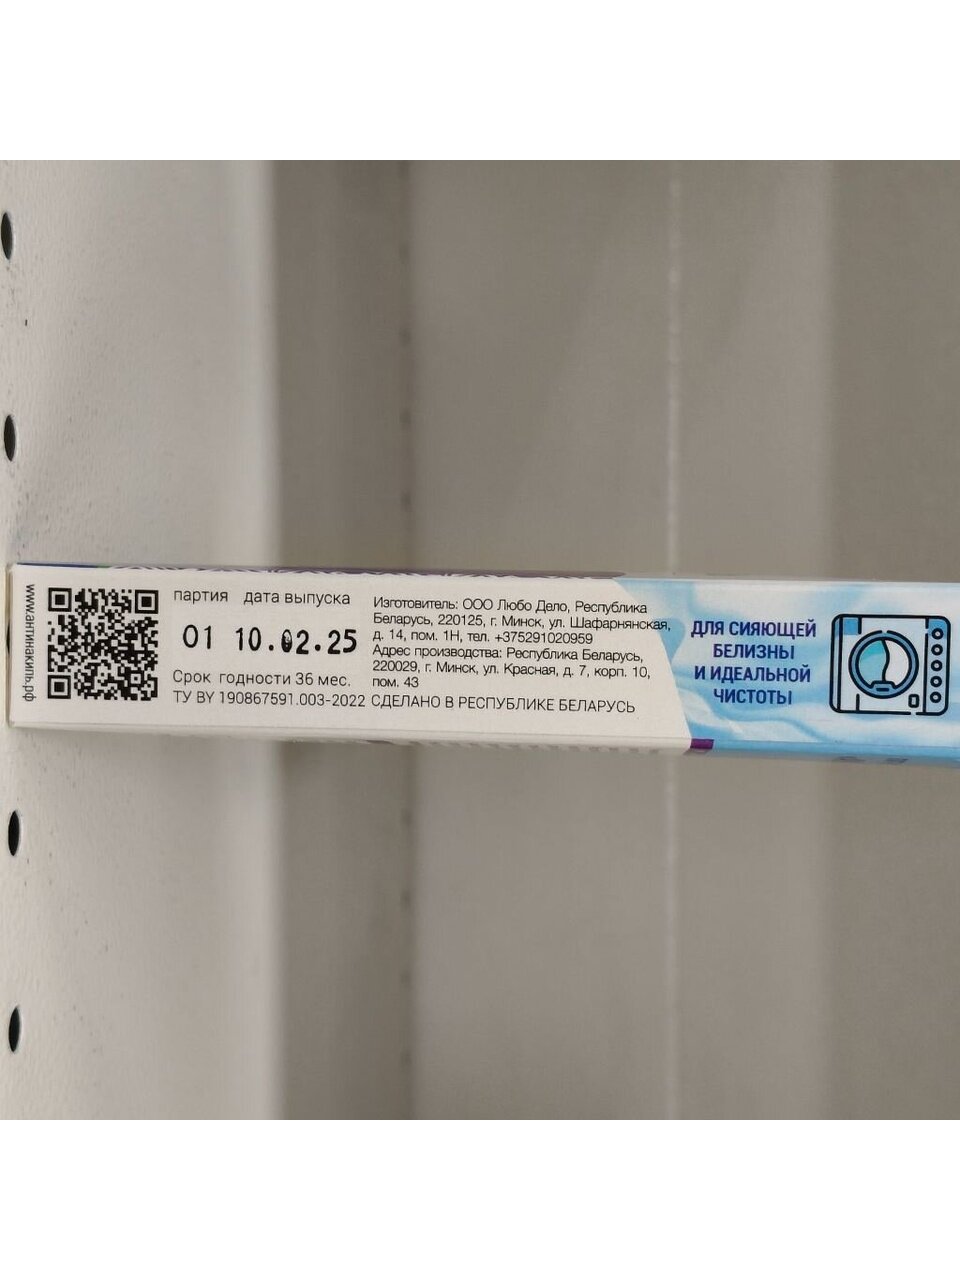 www.антинакипь.рф
партия дата выпуска
01 10.02.25
Срок годности 36 мес.
ТУ BY 190867591.003-2022 СДЕЛАНО В РЕСПУБЛИКЕ БЕЛАРУСЬ
Изготовитель: ООО Любо Дело, Республика
Беларусь, 220125, г. Минск, ул. Шафарнянская,
д. 14, пом. 1Н, тел. +375291020959
Адрес производства: Республика Беларусь,
220029, г. Минск, ул. Красная, д. 7, корп. 10,
пом. 43
ДЛЯ СИЯЮЩЕЙ
БЕЛИЗНЫ
И ИДЕАЛЬНОЙ
ЧИСТОТЫ